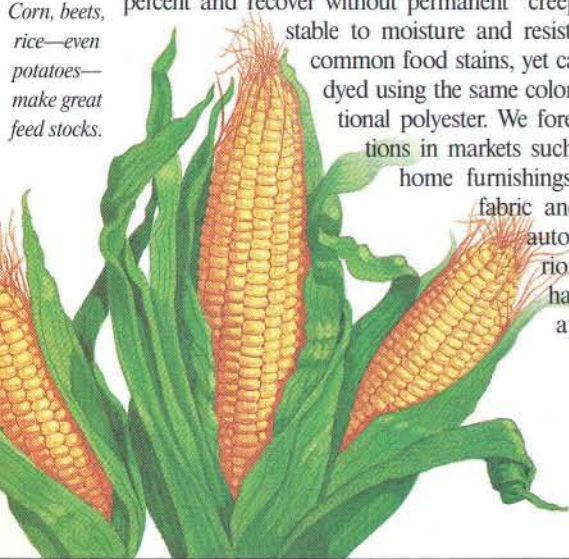 Corn, beets,
rice—even
potatoes—
make great
feed stocks.
percent and recover without permanent "creep
stable to moisture and resist
common food stains, yet ca
dyed using the same color
tional polyester. We fore
tions in markets such
home furnishings
fabric and
auto
rio
ha
a